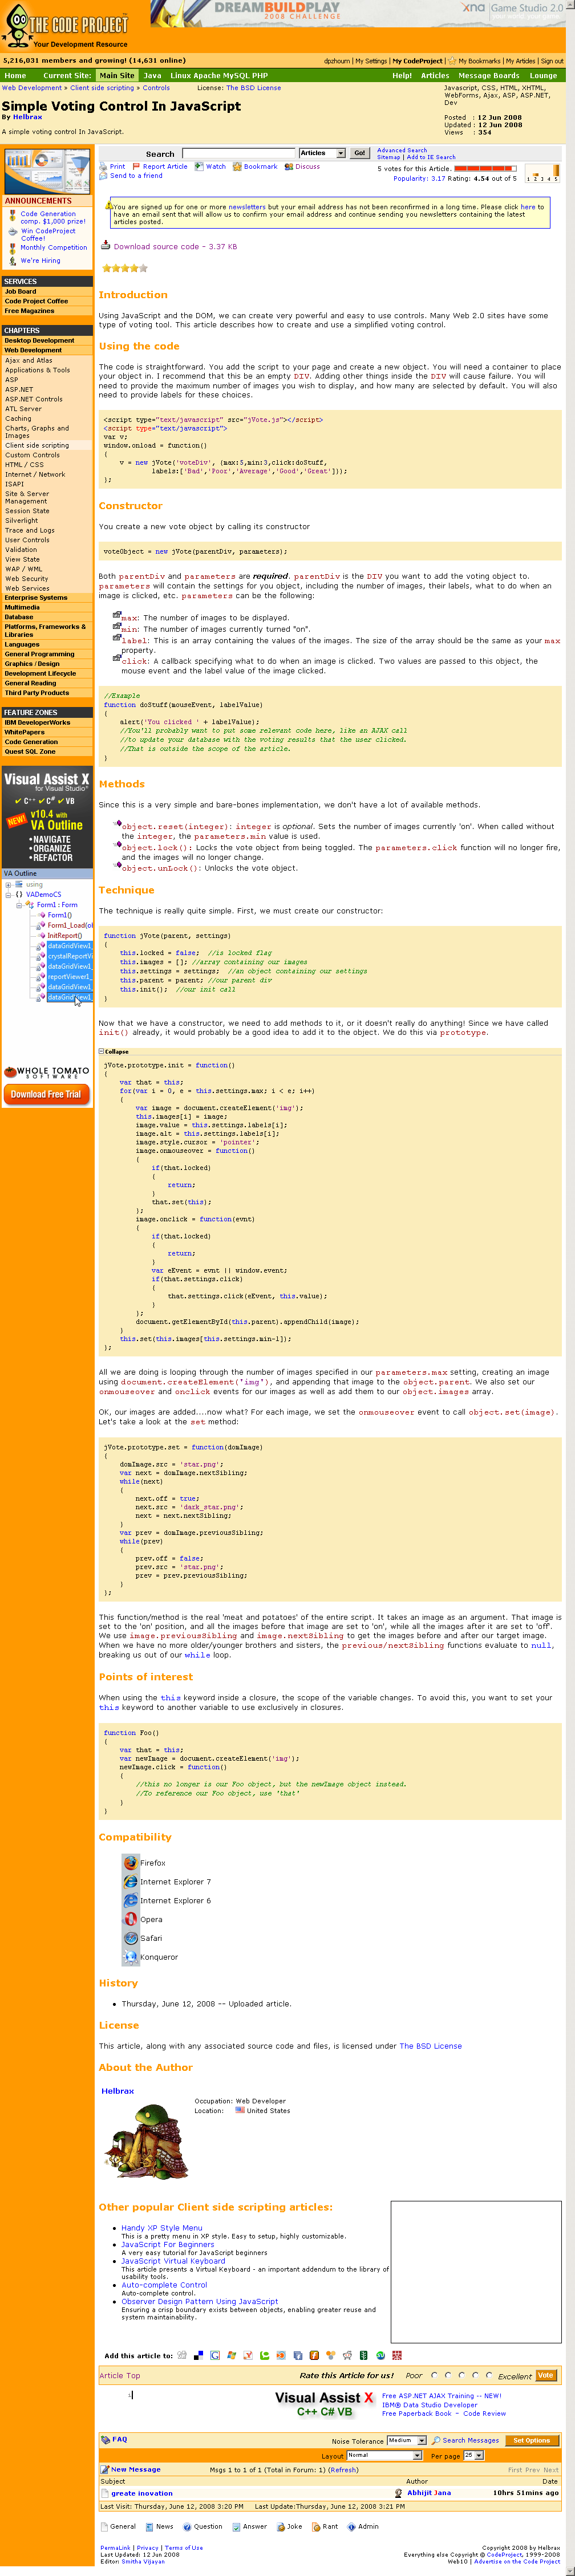 THE CODE PROJECT
Your Development Resource
DREAMBUILDPLAY
2008 CHALLENGE
xna Game Studio 2.0
5,216,031 members and growing! (14,631 online)
dpzhoum | My Settings | My CodeProject | My Bookmarks | My Articles | Sign out
Home Current Site: Main Site Java Linux Apache MySQL PHP Help! Articles Message Boards Lounge
Web Development » Client side scripting » Controls License: The BSD License
Simple Voting Control In JavaScript
By Helbrax
A simple voting control In JavaScript.
Javascript, CSS, HTML, XHTML,
WebForms, Ajax, ASP, ASP.NET,
Dev
Posted : 12 Jun 2008
Updated : 12 Jun 2008
Views : 354
ANNOUNCEMENTS
Code Generation
comp. $1,000 prize!
Win CodeProject
Coffee!
Monthly Competition
We're Hiring
SERVICES
Job Board
Code Project Coffee
Free Magazines
CHAPTERS
Desktop Development
Web Development
Ajax and Atlas
Applications & Tools
ASP
ASP.NET
ASP.NET Controls
ATL Server
Caching
Charts, Graphs and
Images
Client side scripting
Custom Controls
HTML / CSS
Internet / Network
ISAPI
Site & Server
Management
Session State
Silverlight
Trace and Logs
User Controls
Validation
View State
WAP / WML
Web Security
Web Services
Enterprise Systems
Multimedia
Database
Platforms, Frameworks &
Libraries
Languages
General Programming
Graphics / Design
Development Lifecycle
General Reading
Third Party Products
FEATURE ZONES
IBM DeveloperWorks
WhitePapers
Code Generation
Quest SQL Zone
Visual Assist X
for Visual Studio
✓ C++ ✓ C# ✓ VB
NEW! v10.4 with
VA Outline
• NAVIGATE
• ORGANIZE
• REFACTOR
VA Outline
using
VADemoCS
Form1 : Form
Form1()
Form1_Load(ob
InitReport()
dataGridView1_
crystalReportVi
dataGridView1_
reportViewer1_
dataGridView1_
dataGridView1_
WHOLE TOMATO
SOFTWARE
Download Free Trial
Search Articles Go! Advanced Search
Sitemap | Add to IE Search
Print Report Article Watch Bookmark Discuss
Send to a friend
5 votes for this Article.
Popularity: 3.17 Rating: 4.54 out of 5
1 2 3 4 5
You are signed up for one or more newsletters but your email address has not been reconfirmed in a long time. Please click here to
have an email sent that will allow us to confirm your email address and continue sending you newsletters containing the latest
articles posted.
Download source code - 3.37 KB
Introduction
Using JavaScript and the DOM, we can create very powerful and easy to use controls. Many Web 2.0 sites have some
type of voting tool. This article describes how to create and use a simplified voting control.
Using the code
The code is straightforward. You add the script to your page and create a new object. You will need a container to place
your object in. I recommend that this be an empty DIV. Adding other things inside the DIV will cause failure. You will
need to provide the maximum number of images you wish to display, and how many are selected by default. You will also
need to provide labels for these choices.
<script type="text/javascript" src="jVote.js"></script>
<script type="text/javascript">
var v;
window.onload = function()
{
v = new jVote('voteDiv', {max:5,min:3,click:doStuff,
labels:['Bad','Poor','Average','Good','Great']});
};
Constructor
You create a new vote object by calling its constructor
voteObject = new jVote(parentDiv, parameters);
Both parentDiv and parameters are required. parentDiv is the DIV you want to add the voting object to.
parameters will contain the settings for you object, including the number of images, their labels, what to do when an
image is clicked, etc. parameters can be the following:
max: The number of images to be displayed.
min: The number of images currently turned "on".
label: This is an array containing the values of the images. The size of the array should be the same as your max
property.
click: A callback specifying what to do when an image is clicked. Two values are passed to this object, the
mouse event and the label value of the image clicked.
//Example
function doStuff(mouseEvent, labelValue)
{
alert('You clicked ' + labelValue);
//You'll probably want to put some relevant code here, like an AJAX call
//to update your database with the voting results that the user clicked.
//That is outside the scope of the article.
}
Methods
Since this is a very simple and bare-bones implementation, we don't have a lot of available methods.
object.reset(integer): integer is optional. Sets the number of images currently 'on'. When called without
the integer, the parameters.min value is used.
object.lock(): Locks the vote object from being toggled. The parameters.click function will no longer fire,
and the images will no longer change.
object.unLock(): Unlocks the vote object.
Technique
The technique is really quite simple. First, we must create our constructor:
function jVote(parent, settings)
{
this.locked = false; //is locked flag
this.images = []; //array containing our images
this.settings = settings; //an object containing our settings
this.parent = parent; //our parent div
this.init(); //our init call
}
Now that we have a constructor, we need to add methods to it, or it doesn't really do anything! Since we have called
init() already, it would probably be a good idea to add it to the object. We do this via prototype.
Collapse
jVote.prototype.init = function()
{
var that = this;
for(var i = 0, e = this.settings.max; i < e; i++)
{
var image = document.createElement('img');
this.images[i] = image;
image.value = this.settings.labels[i];
image.alt = this.settings.labels[i];
image.style.cursor = 'pointer';
image.onmouseover = function()
{
if(that.locked)
{
return;
}
that.set(this);
};
image.onclick = function(evnt)
{
if(that.locked)
{
return;
}
var eEvent = evnt || window.event;
if(that.settings.click)
{
that.settings.click(eEvent, this.value);
}
};
document.getElementById(this.parent).appendChild(image);
}
this.set(this.images[this.settings.min-1]);
};
All we are doing is looping through the number of images specified in our parameters.max setting, creating an image
using document.createElement('img'), and appending that image to the object.parent. We also set our
onmouseover and onclick events for our images as well as add them to our object.images array.
OK, our images are added....now what? For each image, we set the onmouseover event to call object.set(image).
Let's take a look at the set method:
jVote.prototype.set = function(domImage)
{
domImage.src = 'star.png';
var next = domImage.nextSibling;
while(next)
{
next.off = true;
next.src = 'dark_star.png';
next = next.nextSibling;
}
var prev = domImage.previousSibling;
while(prev)
{
prev.off = false;
prev.src = 'star.png';
prev = prev.previousSibling;
}
};
This function/method is the real 'meat and potatoes' of the entire script. It takes an image as an argument. That image is
set to the 'on' position, and all the images before that image are set to 'on', while all the images after it are set to 'off'.
We use image.previousSibling and image.nextSibling to get the images before and after our target image.
When we have no more older/younger brothers and sisters, the previous/nextSibling functions evaluate to null,
breaking us out of our while loop.
Points of interest
When using the this keyword inside a closure, the scope of the variable changes. To avoid this, you want to set your
this keyword to another variable to use exclusively in closures.
function Foo()
{
var that = this;
var newImage = document.createElement('img');
newImage.click = function()
{
//this no longer is our Foo object, but the newImage object instead.
//To reference our Foo object, use 'that'
}
}
Compatibility
Firefox
Internet Explorer 7
Internet Explorer 6
Opera
Safari
Konqueror
History
• Thursday, June 12, 2008 -- Uploaded article.
License
This article, along with any associated source code and files, is licensed under The BSD License
About the Author
Helbrax
Occupation: Web Developer
Location: United States
Other popular Client side scripting articles:
• Handy XP Style Menu
This is a pretty menu in XP style. Easy to setup, highly customizable.
• JavaScript For Beginners
A very easy tutorial for JavaScript beginners
• JavaScript Virtual Keyboard
This article presents a Virtual Keyboard - an important addendum to the library of
usability tools.
• Auto-complete Control
Auto-complete control.
• Observer Design Pattern Using JavaScript
Ensuring a crisp boundary exists between objects, enabling greater reuse and
system maintainability.
Add this article to:
Article Top Rate this Article for us! Poor Excellent Vote
Visual Assist X
C++ C# VB
Free ASP.NET AJAX Training -- NEW!
IBM® Data Studio Developer
Free Paperback Book - Code Review
FAQ Noise Tolerance Medium Search Messages Set Options
Layout Normal Per page 25
New Message Msgs 1 to 1 of 1 (Total in Forum: 1) (Refresh) First Prev Next
Subject Author Date
greate inovation Abhijit Jana 10hrs 51mins ago
Last Visit: Thursday, June 12, 2008 3:20 PM Last Update: Thursday, June 12, 2008 3:21 PM
General News Question Answer Joke Rant Admin
PermaLink | Privacy | Terms of Use
Last Updated: 12 Jun 2008
Editor: Smitha Vijayan
Copyright 2008 by Helbrax
Everything else Copyright © CodeProject, 1999-2008
Web10 | Advertise on the Code Project